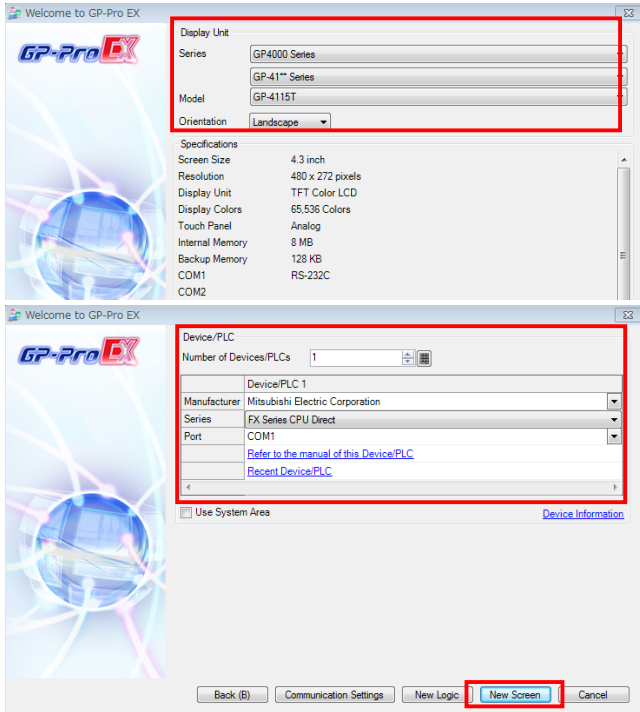 Welcome to GP-Pro EX
GP-Pro EX
Display Unit
Series GP4000 Series
GP-41** Series
Model GP-4115T
Orientation Landscape
Specifications
Screen Size 4.3 inch
Resolution 480 x 272 pixels
Display Unit TFT Color LCD
Display Colors 65,536 Colors
Touch Panel Analog
Internal Memory 8 MB
Backup Memory 128 KB
COM1 RS-232C
COM2
Welcome to GP-Pro EX
GP-Pro EX
Device/PLC
Number of Devices/PLCs 1
Device/PLC 1
Manufacturer Mitsubishi Electric Corporation
Series FX Series CPU Direct
Port COM1
Refer to the manual of this Device/PLC
Recent Device/PLC
Use System Area Device Information
Back (B) Communication Settings New Logic New Screen Cancel